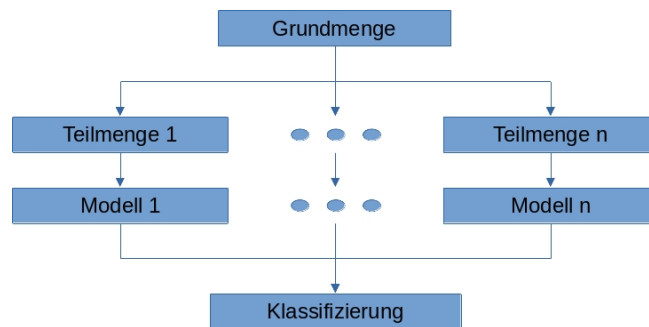 Grundmenge
Teilmenge 1
Teilmenge n
Modell 1
Modell n
Klassifizierung